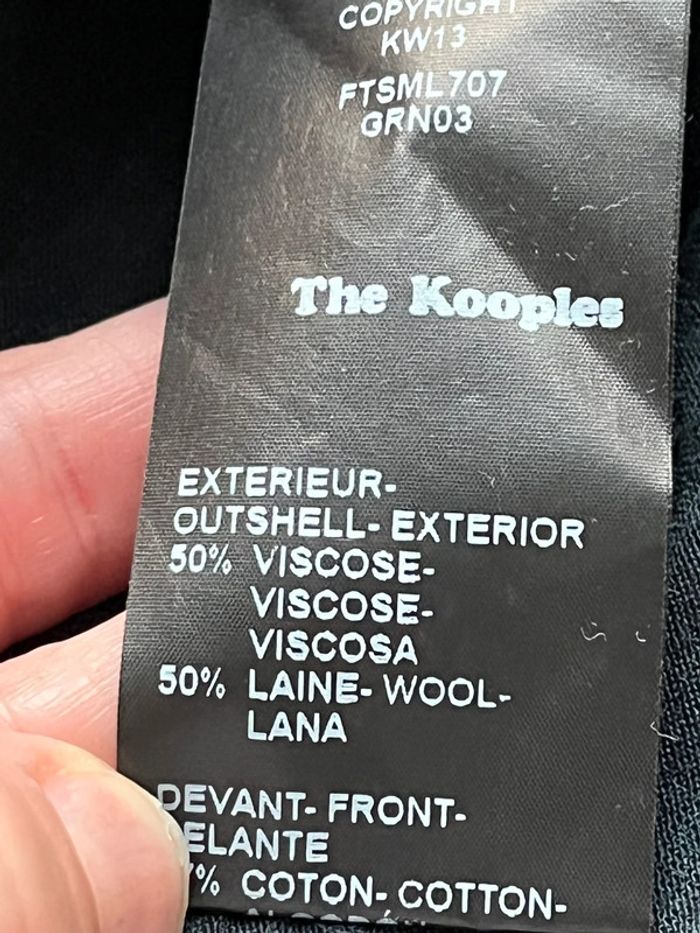 COPYRIGHT
KW13
FTSML707
GRN03
The Kooples
EXTERIEUR-
OUTSHELL- EXTERIOR
50% VISCOSE-
VISCOSE-
VISCOSA
50% LAINE- WOOL-
LANA
DEVANT- FRONT-
ELANTE
% COTON- COTTON-